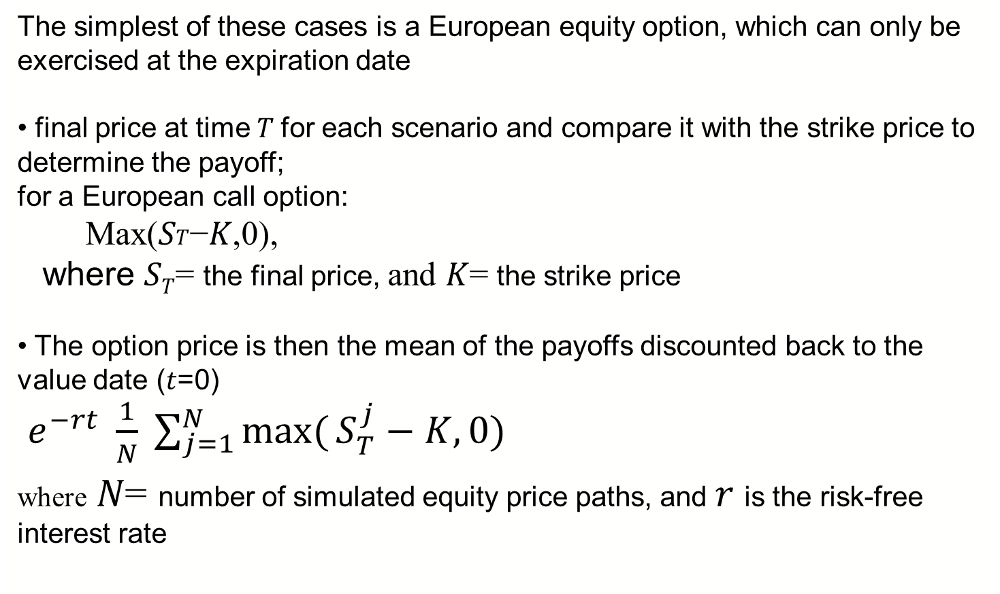 The simplest of these cases is a European equity option, which can only be
exercised at the expiration date
• final price at time T for each scenario and compare it with the strike price to
determine the payoff;
for a European call option:
Max(S_T−K,0),
where S_T= the final price, and K= the strike price
• The option price is then the mean of the payoffs discounted back to the
value date (t=0)
e^{−rt} \frac{1}{N} ∑_{j=1}^{N} max( S_T^j − K, 0)
where N= number of simulated equity price paths, and r is the risk-free
interest rate